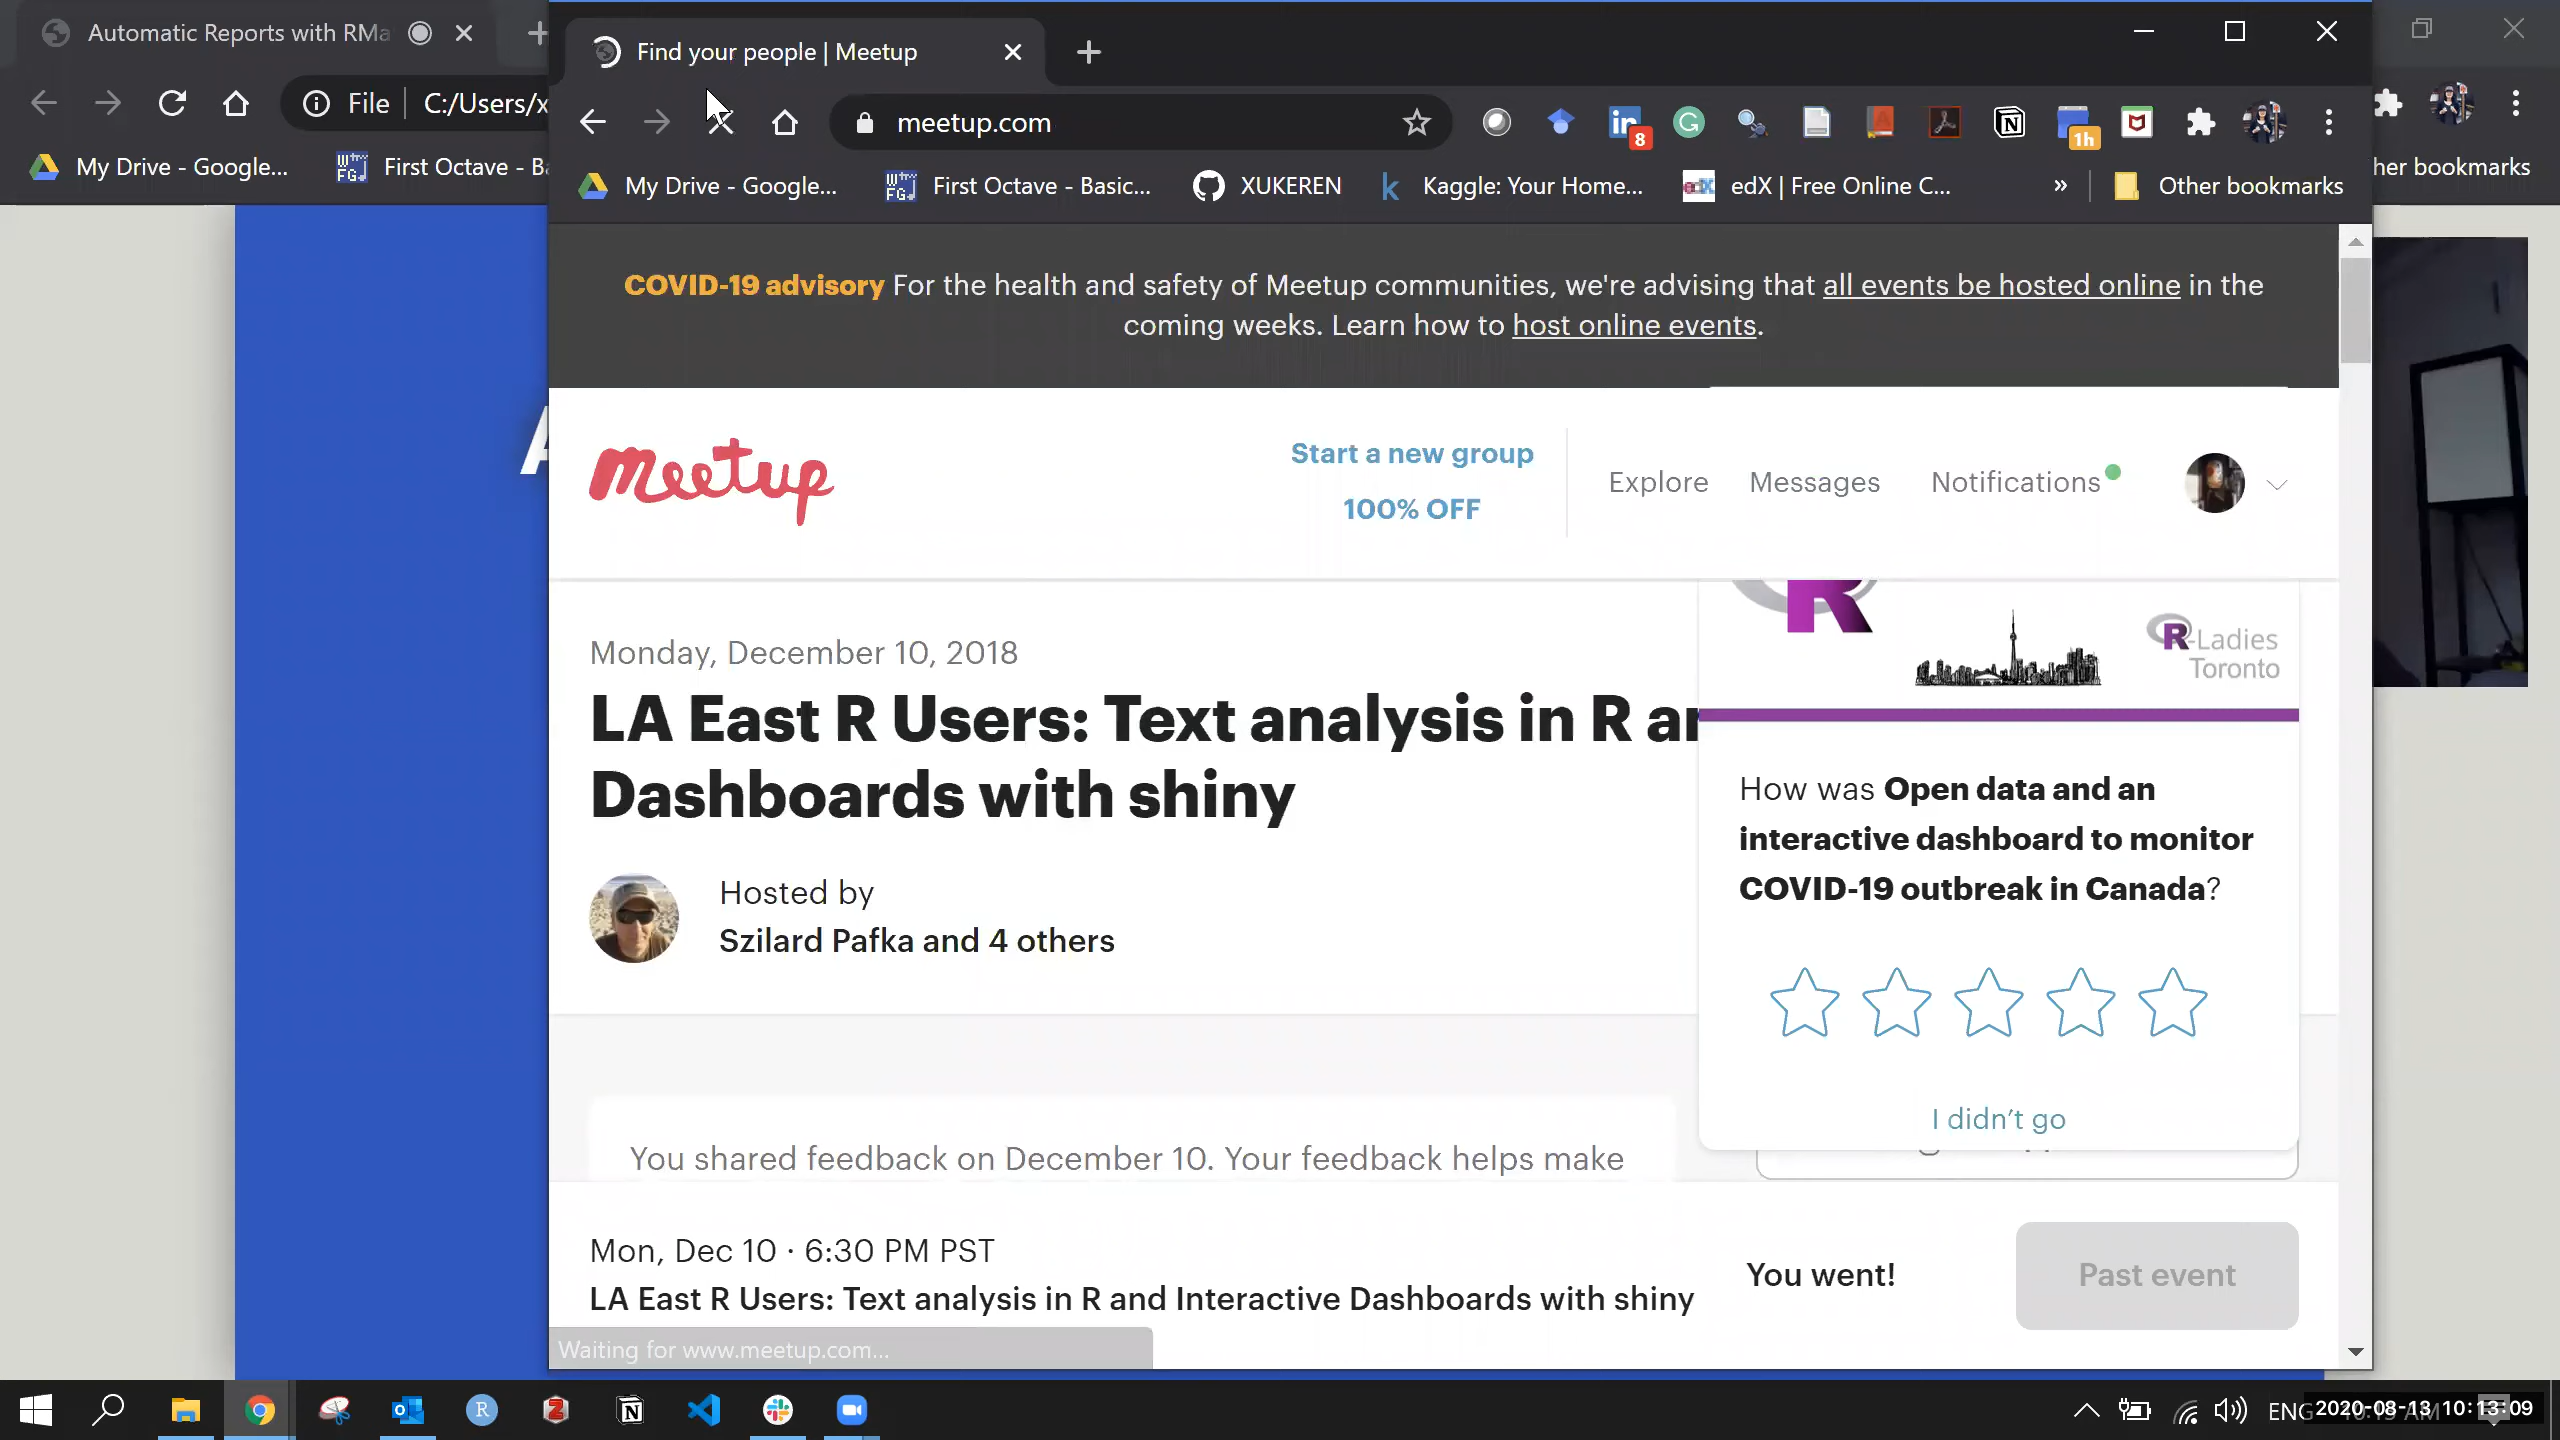 Automatic Reports with RMa
File
C:/Users/x
My Drive - Google...
First Octave - Ba
Find your people | Meetup
meetup.com
8
1h
My Drive - Google...
First Octave - Basic...
XUKEREN
Kaggle: Your Home...
edX | Free Online C...
»
Other bookmarks
her bookmarks
COVID-19 advisory For the health and safety of Meetup communities, we're advising that all events be hosted online in the
coming weeks. Learn how to host online events.
Meetup
Start a new group
100% OFF
Explore
Messages
Notifications
Monday, December 10, 2018
LA East R Users: Text analysis in R an
Dashboards with shiny
Hosted by
Szilard Pafka and 4 others
R
R-Ladies
Toronto
How was Open data and an
interactive dashboard to monitor
COVID-19 outbreak in Canada?
I didn't go
You shared feedback on December 10. Your feedback helps make
Mon, Dec 10 · 6:30 PM PST
LA East R Users: Text analysis in R and Interactive Dashboards with shiny
You went!
Past event
Waiting for www.meetup.com...
A
ENG
2020-08-13 10:13:09